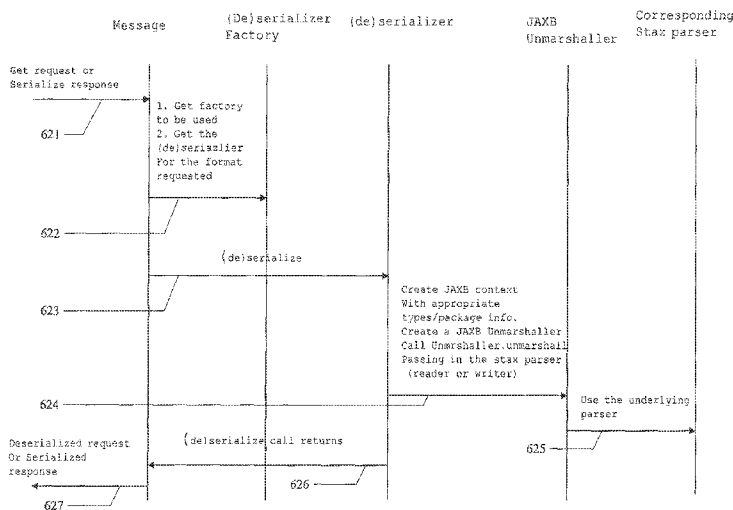 Message
(De)serializer
Factory
(de)serializer
JAXB
Unmarshaller
Corresponding
Stax parser
Get request or
Serialize response
621
1. Get factory
to be used
2. Get the
(de)seriazlier
For the format
requested
622
(de)serialize
623
Create JAXB context
With appropriate
types/package info.
Create a JAXB Unmarshaller
Call Unmrshaller.unmarshall
Passing in the stax parser
(reader or writer)
624
Use the underlying
parser
625
(de)serialize call returns
626
Deserialized request
Or Serialized
response
627